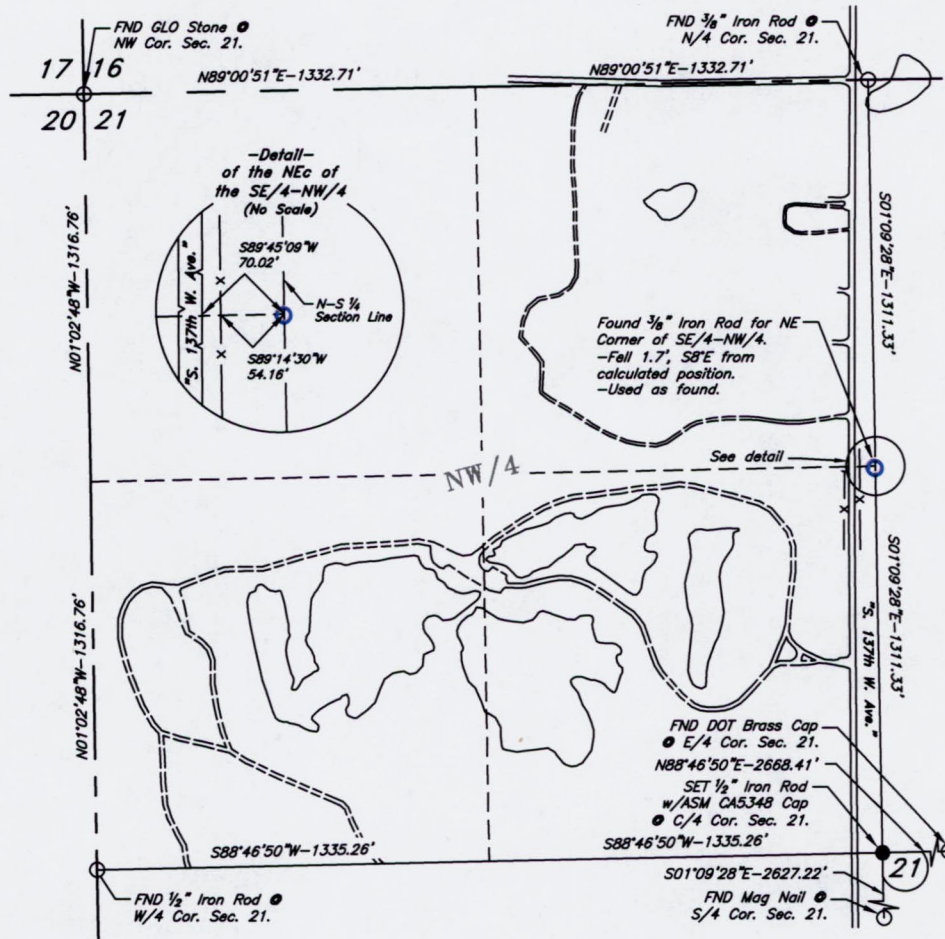 FND GLO Stone @
NW Cor. Sec. 21.
FND 3/8" Iron Rod @
N/4 Cor. Sec. 21.
17 16
20 21
N89°00'51"E-1332.71'
N89°00'51"E-1332.71'
-Detail-
of the NEc of
the SE/4-NW/4
(No Scale)
S89°45'09"W
70.02'
"S. 137th W. Ave."
N-S 1/4
Section Line
S89°14'30"W
54.16'
N01°02'48"W-1316.76'
S01°09'28"E-1311.33'
Found 3/8" Iron Rod for NE
Corner of SE/4-NW/4.
-Fell 1.7', S8°E from
calculated position.
-Used as found.
See detail
NW/4
N01°02'48"W-1316.76'
S01°09'28"E-1311.33'
"S. 137th W. Ave."
FND DOT Brass Cap
@ E/4 Cor. Sec. 21.
N88°46'50"E-2668.41'
SET 1/2" Iron Rod
w/ASM CA5348 Cap
@ C/4 Cor. Sec. 21.
S88°46'50"W-1335.26'
S88°46'50"W-1335.26'
21
S01°09'28"E-2627.22'
FND 1/2" Iron Rod @
W/4 Cor. Sec. 21.
FND Mag Nail @
S/4 Cor. Sec. 21.